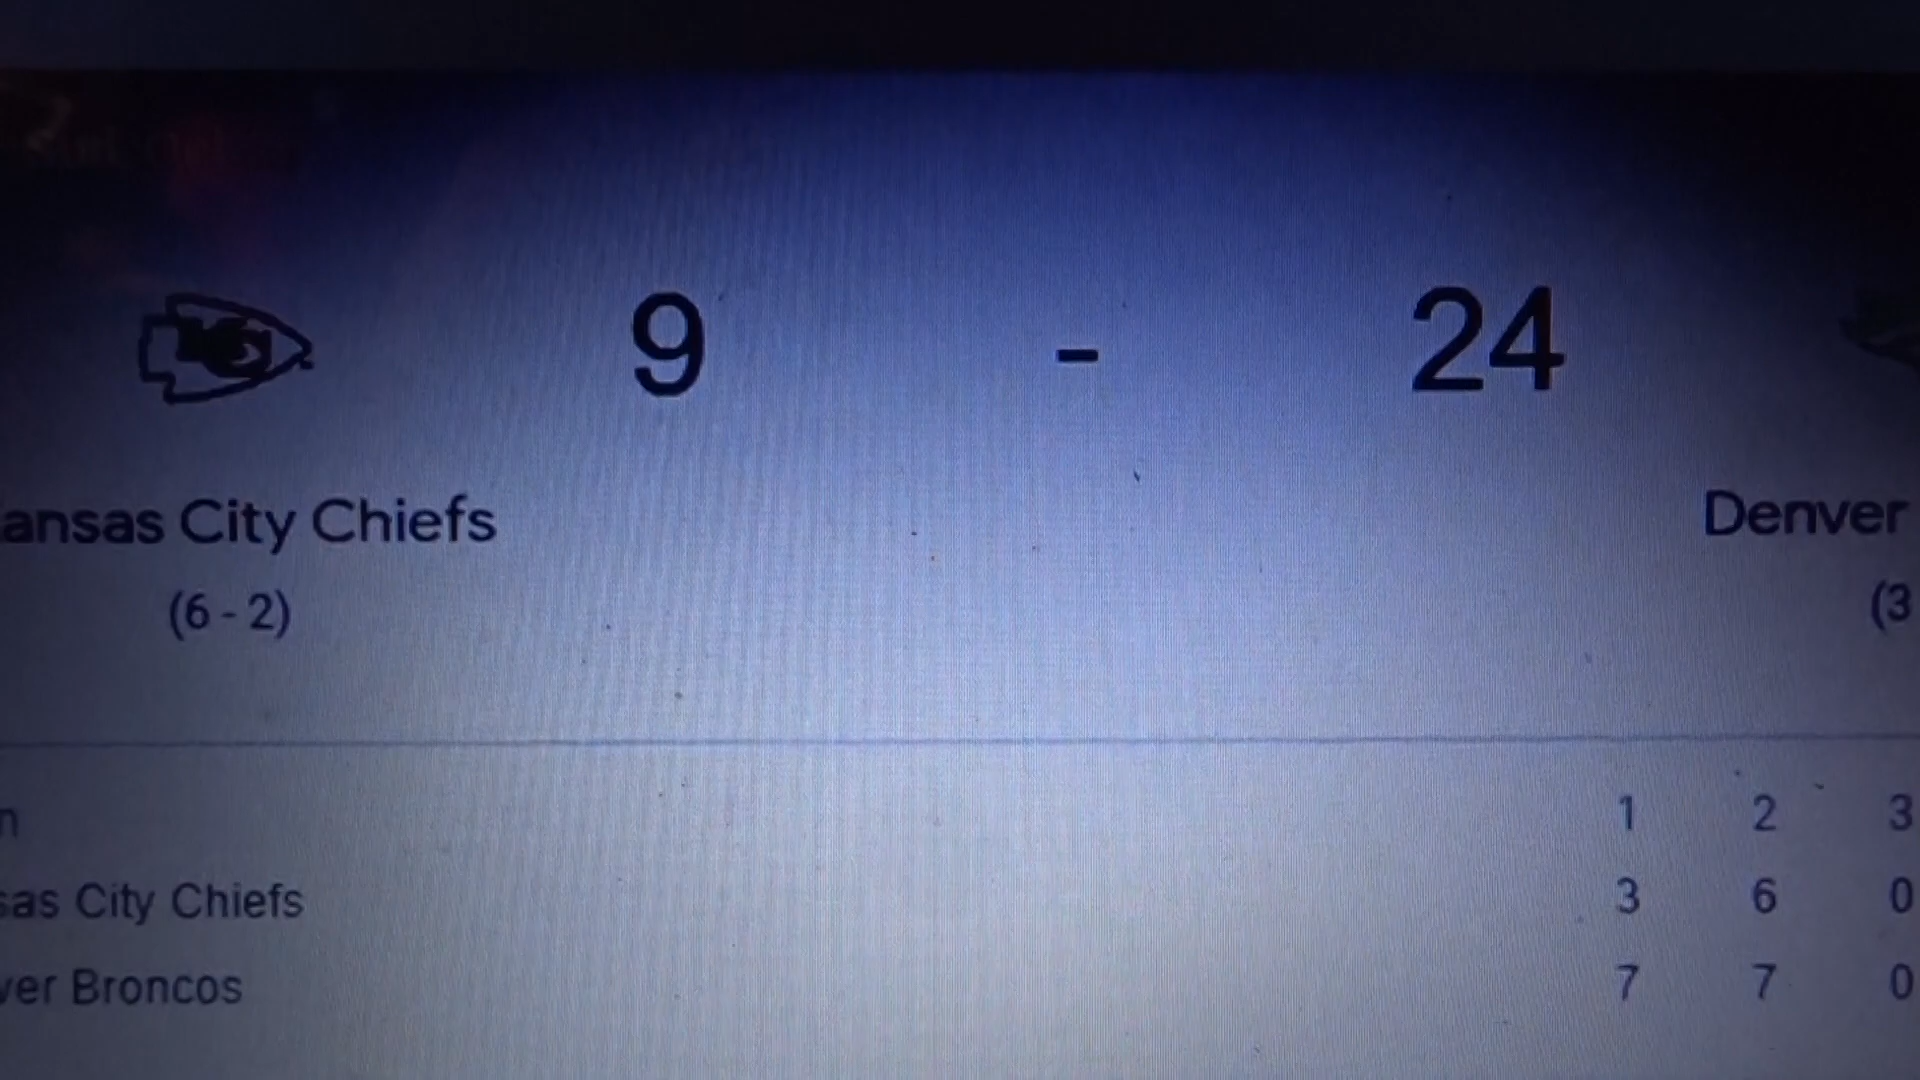 9 - 24
ansas City Chiefs Denver
(6 - 2) (3
n 1 2 3
sas City Chiefs 3 6 0
ver Broncos 7 7 0